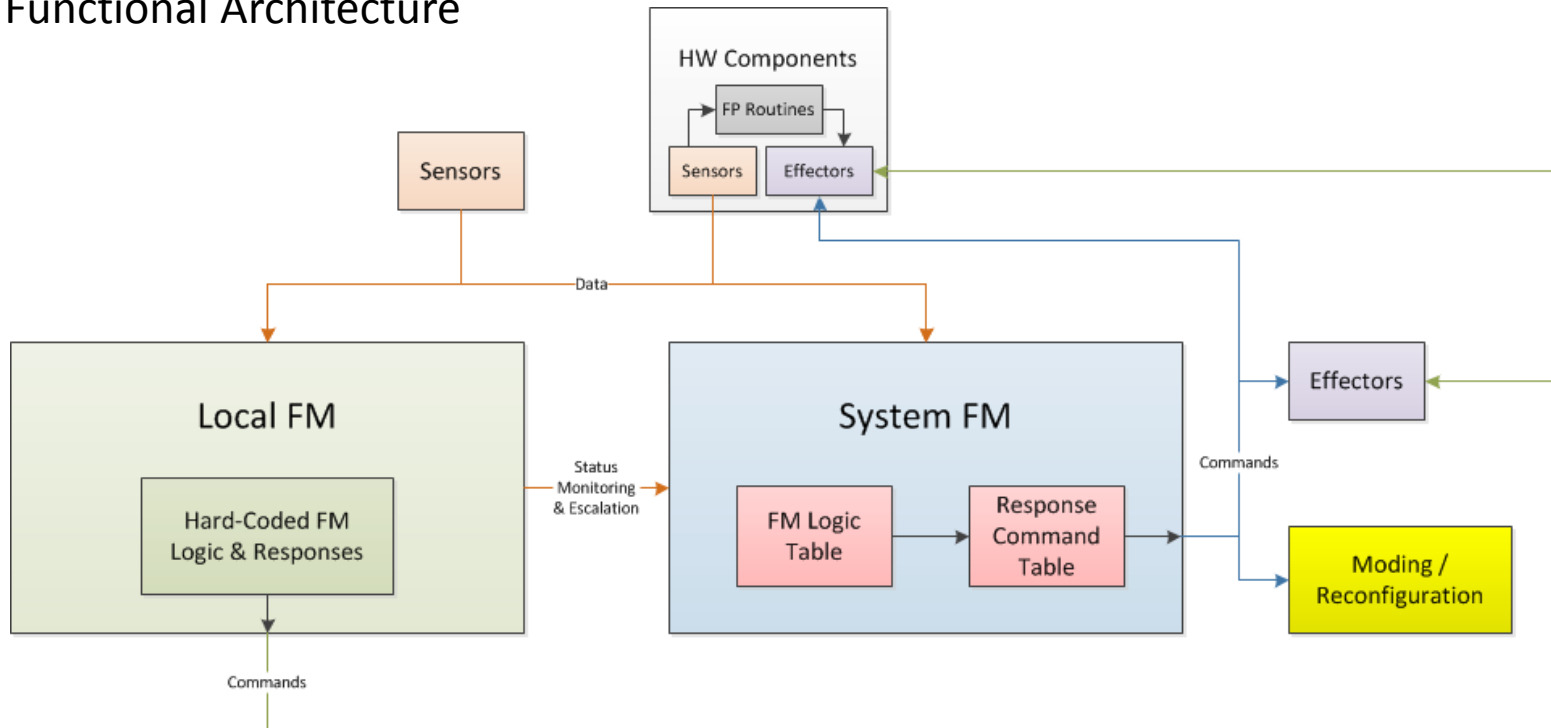 Functional Architecture
HW Components
FP Routines
Sensors
Effectors
Sensors
Data
Local FM
Hard-Coded FM
Logic & Responses
Commands
Status
Monitoring
& Escalation
System FM
FM Logic
Table
Response
Command
Table
Commands
Effectors
Moding /
Reconfiguration